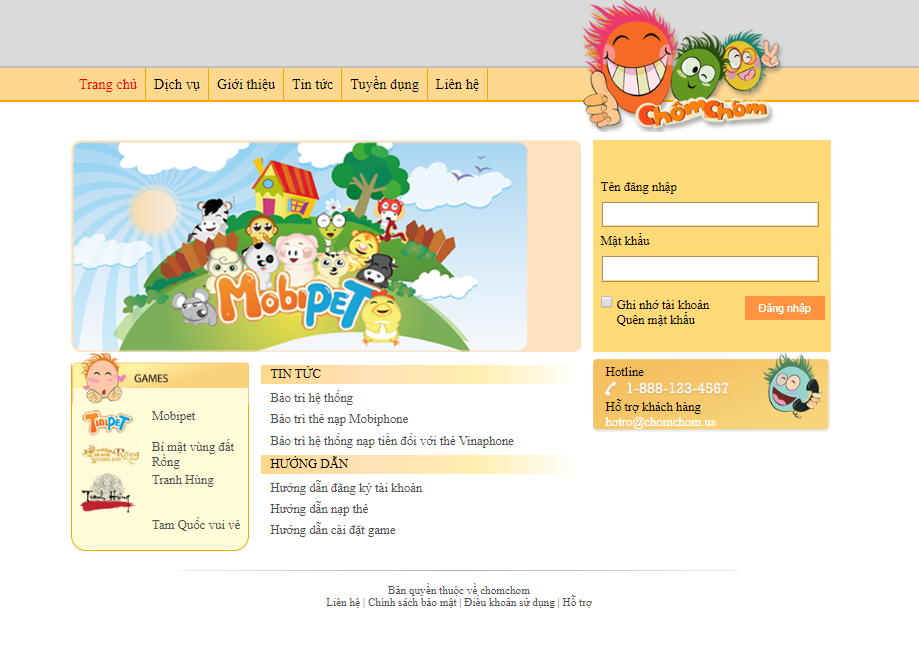 ChômChôm
Trang chủ
Dịch vụ
Giới thiệu
Tin tức
Tuyển dụng
Liên hệ
MobiPET
Tên đăng nhập
Mật khẩu
Ghi nhớ tài khoản
Quên mật khẩu
Đăng nhập
GAMES
TiniPET
Mobipet
Bí mật vùng đất
Rồng
Tranh Hùng
Tranh Hùng
Tam Quốc vui vẻ
TIN TỨC
Bảo trì hệ thống
Bảo trì thẻ nạp Mobiphone
Bảo trì hệ thống nạp tiền đối với thẻ Vinaphone
HƯỚNG DẪN
Hướng dẫn đăng ký tài khoản
Hướng dẫn nạp thẻ
Hướng dẫn cài đặt game
Hotline
1-888-123-4567
Hỗ trợ khách hàng
hotro@chomchom.us
Bản quyền thuộc về chomchom
Liên hệ | Chính sách bảo mật | Điều khoản sử dụng | Hỗ trợ